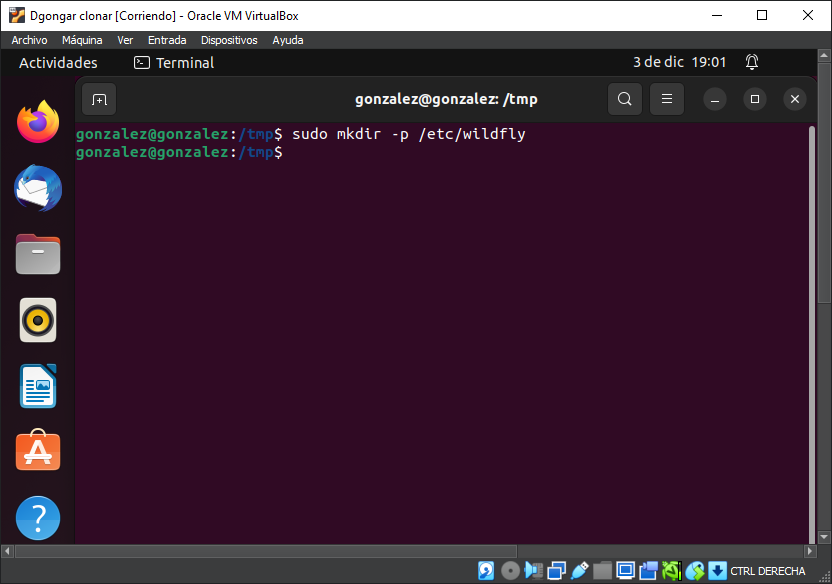 Dgongar clonar [Corriendo] - Oracle VM VirtualBox
Archivo Máquina Ver Entrada Dispositivos Ayuda
Actividades Terminal 3 de dic 19:01
gonzalez@gonzalez: /tmp
gonzalez@gonzalez:/tmp$ sudo mkdir -p /etc/wildfly
gonzalez@gonzalez:/tmp$
CTRL DERECHA